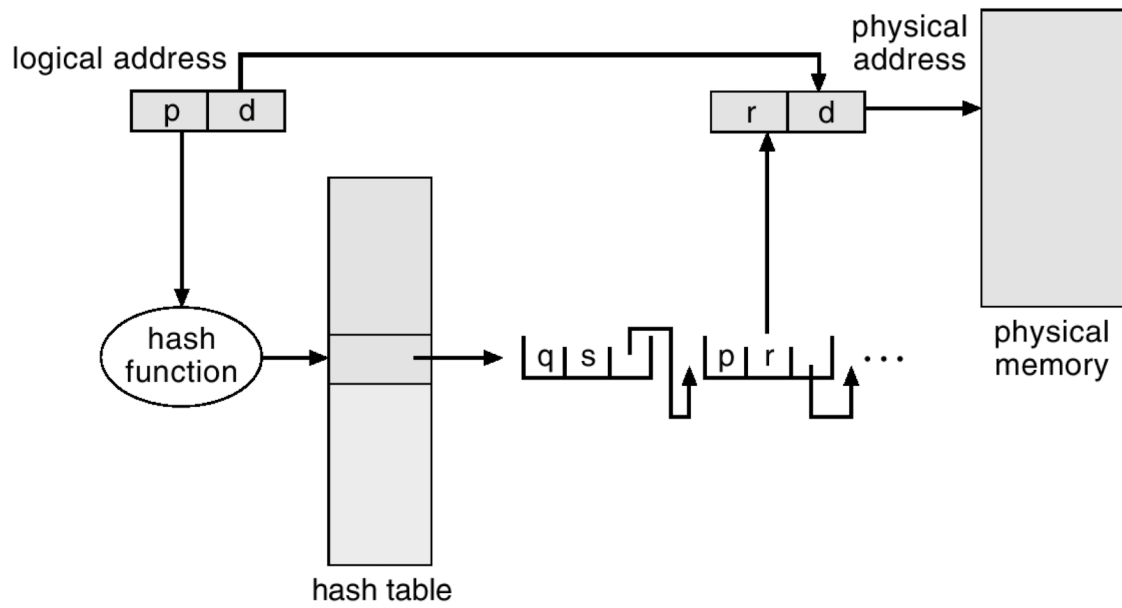 logical address
p d
physical
address
r d
hash
function
q s
p r
...
physical
memory
hash table